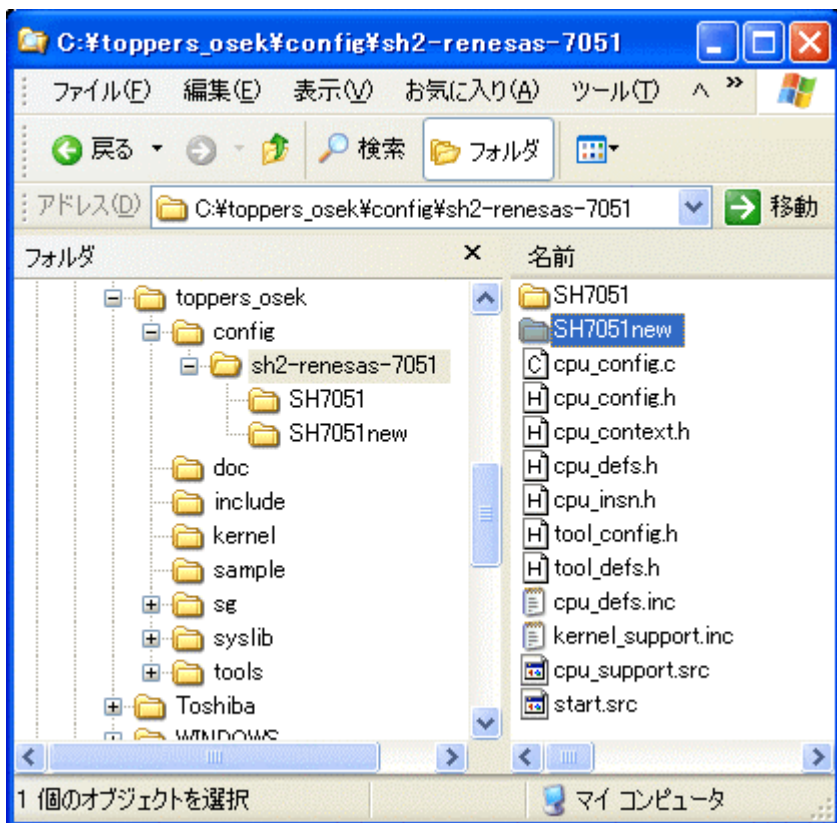 C:¥toppers_osek¥config¥sh2-renesas-7051
ファイル(F) 編集(E) 表示(V) お気に入り(A) ツール(T) ヘ »
戻る 検索 フォルダ
アドレス(D) C:¥toppers_osek¥config¥sh2-renesas-7051 移動
フォルダ × 名前
toppers_osek
config
sh2-renesas-7051
SH7051
SH7051new
doc
include
kernel
sample
sg
syslib
tools
Toshiba
WINDOWS
SH7051
SH7051new
cpu_config.c
cpu_config.h
cpu_context.h
cpu_defs.h
cpu_insn.h
tool_config.h
tool_defs.h
cpu_defs.inc
kernel_support.inc
cpu_support.src
start.src
1 個のオブジェクトを選択 マイ コンピュータ